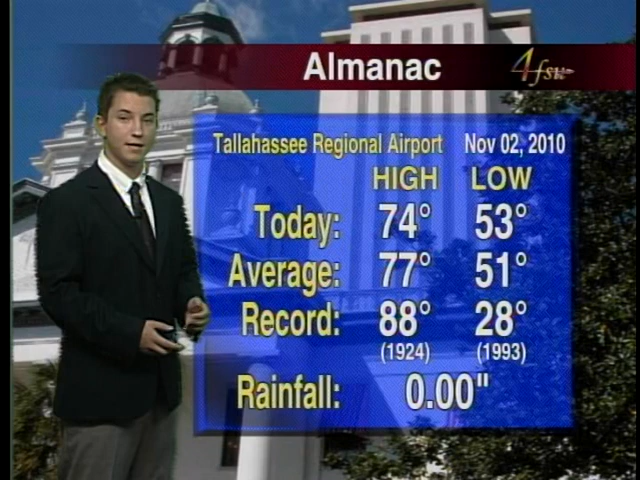 Almanac 4fsu
Tallahassee Regional Airport Nov 02, 2010
HIGH LOW
Today: 74° 53°
Average: 77° 51°
Record: 88° 28°
(1924) (1993)
Rainfall: 0.00"